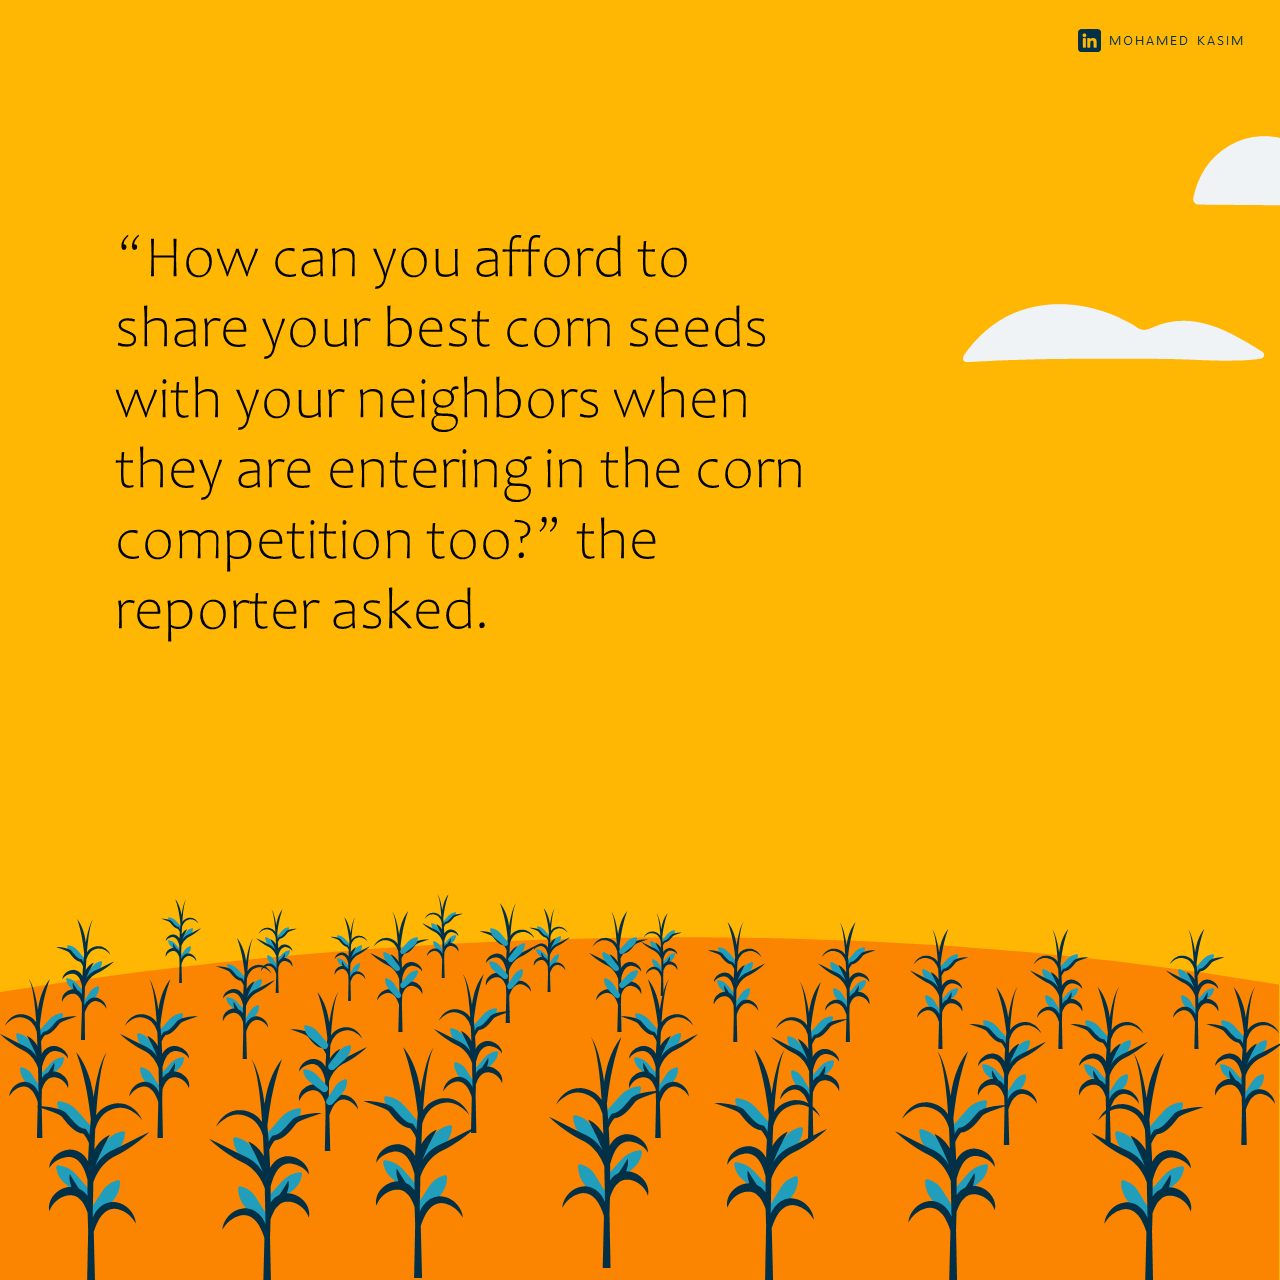 in MOHAMED KASIM
“How can you afford to
share your best corn seeds
with your neighbors when
they are entering in the corn
competition too?” the
reporter asked.